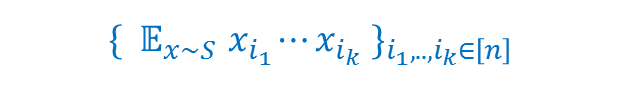 { 𝔼_{x∼S} x_{i_1} ⋯ x_{i_k} }_{i_1,..,i_k∈[n]}